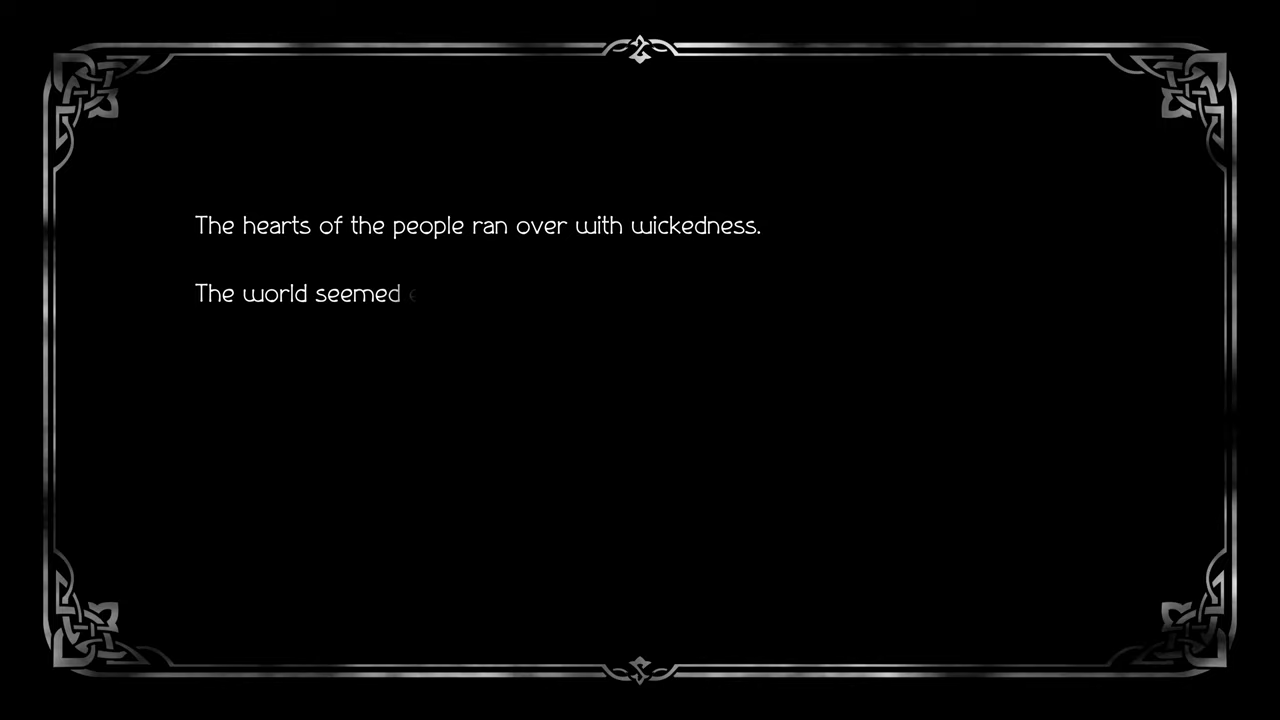 The hearts of the people ran over with wickedness.
The world seemed